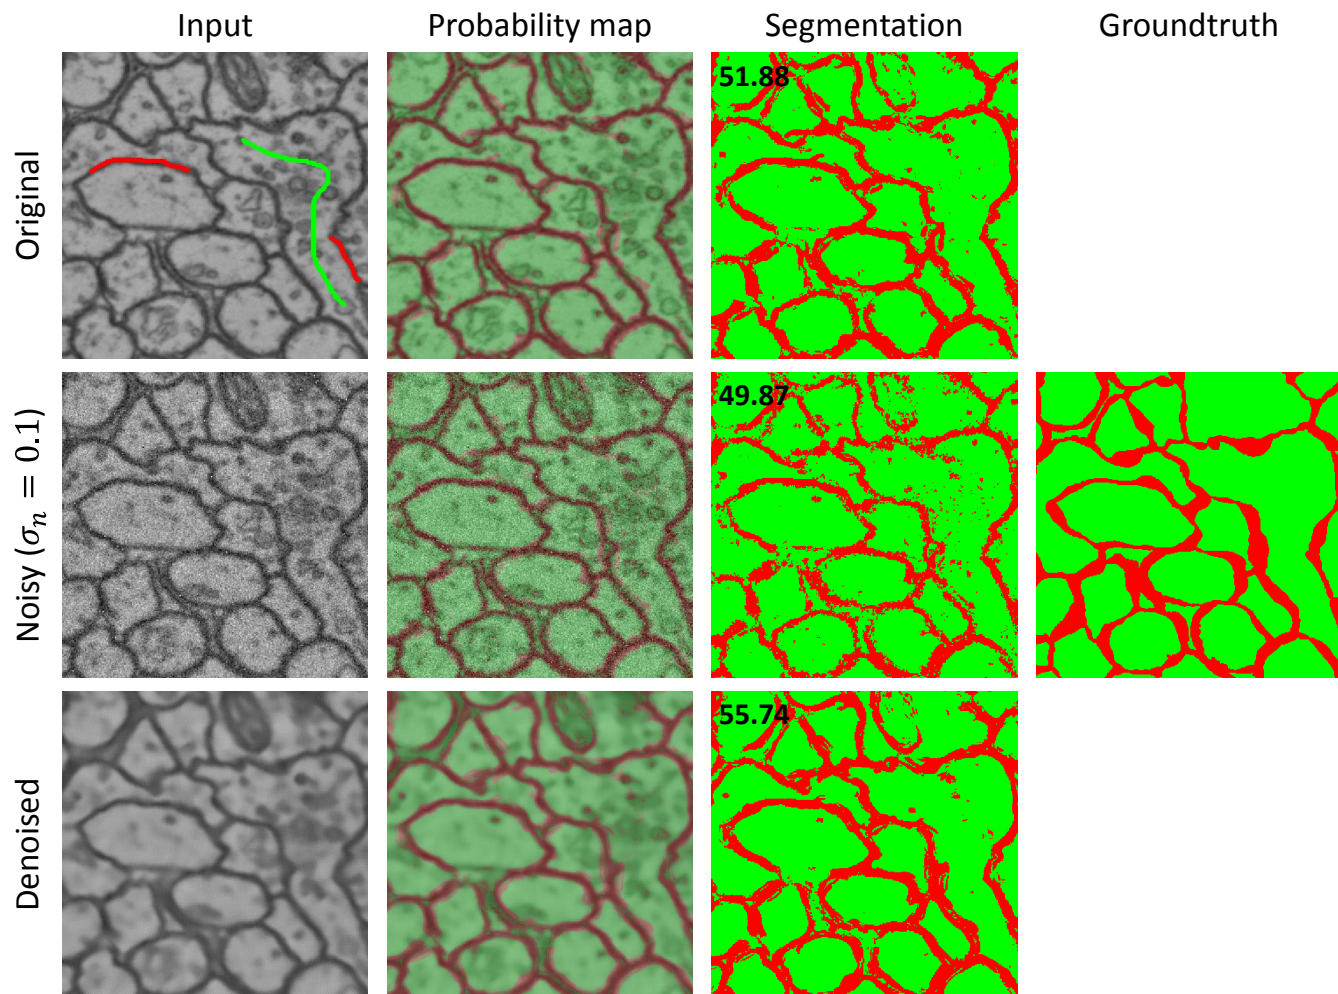 Input
Probability map
Segmentation
Groundtruth
Original
51.88
Noisy (σₙ = 0.1)
49.87
Denoised
55.74